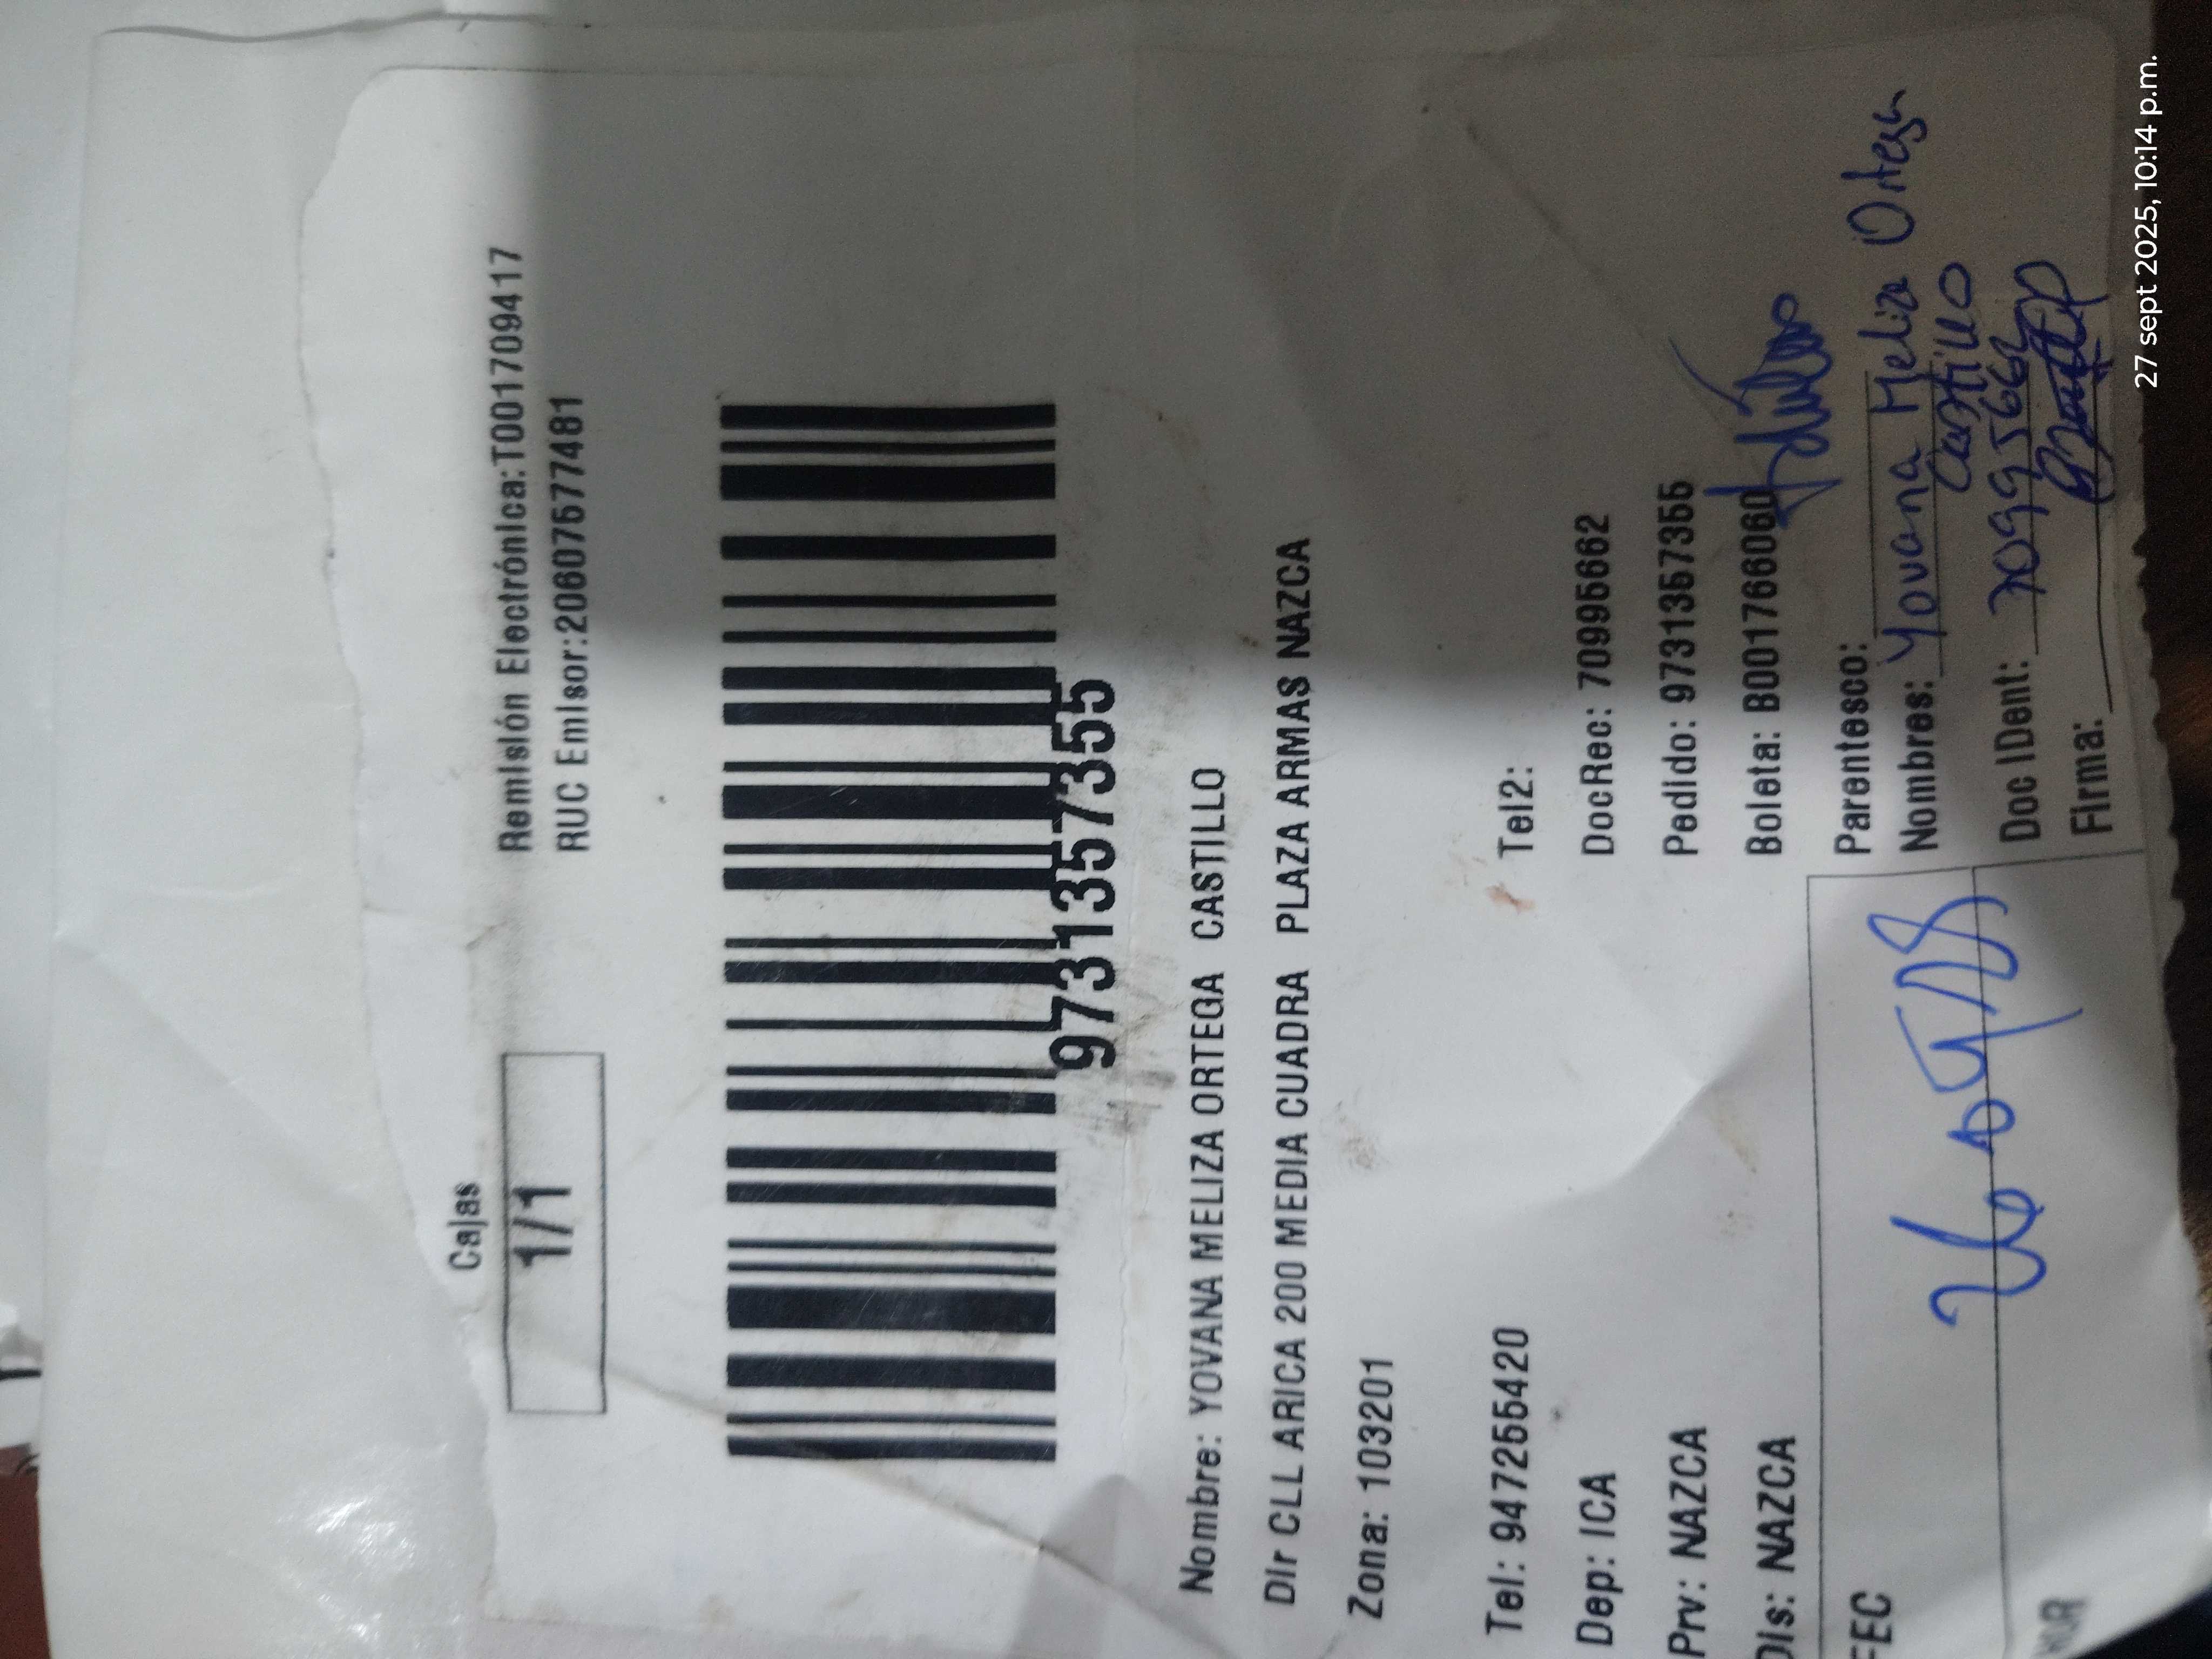 Cajas
1/1
Remisión Electrónica:T001709417
RUC Emisor:20607577481
9731357355
Nombre: YOVANA MELIZA ORTEGA CASTILLO
DIr CLL ARICA 200 MEDIA CUADRA PLAZA ARMAS NAZCA
Zona: 103201
Tel: 947255420 Tel2:
Dep: ICA DocRec: 70995662
Prv: NAZCA Pedido: 9731357355
DIs: NAZCA Boleta: B001766060
FEC
Parentesco:
Nombres: Yovana Meliza Ortega
Castillo
Doc IDent: 70995662
Firma:
HOR
27 sept 2025, 10:14 p.m.